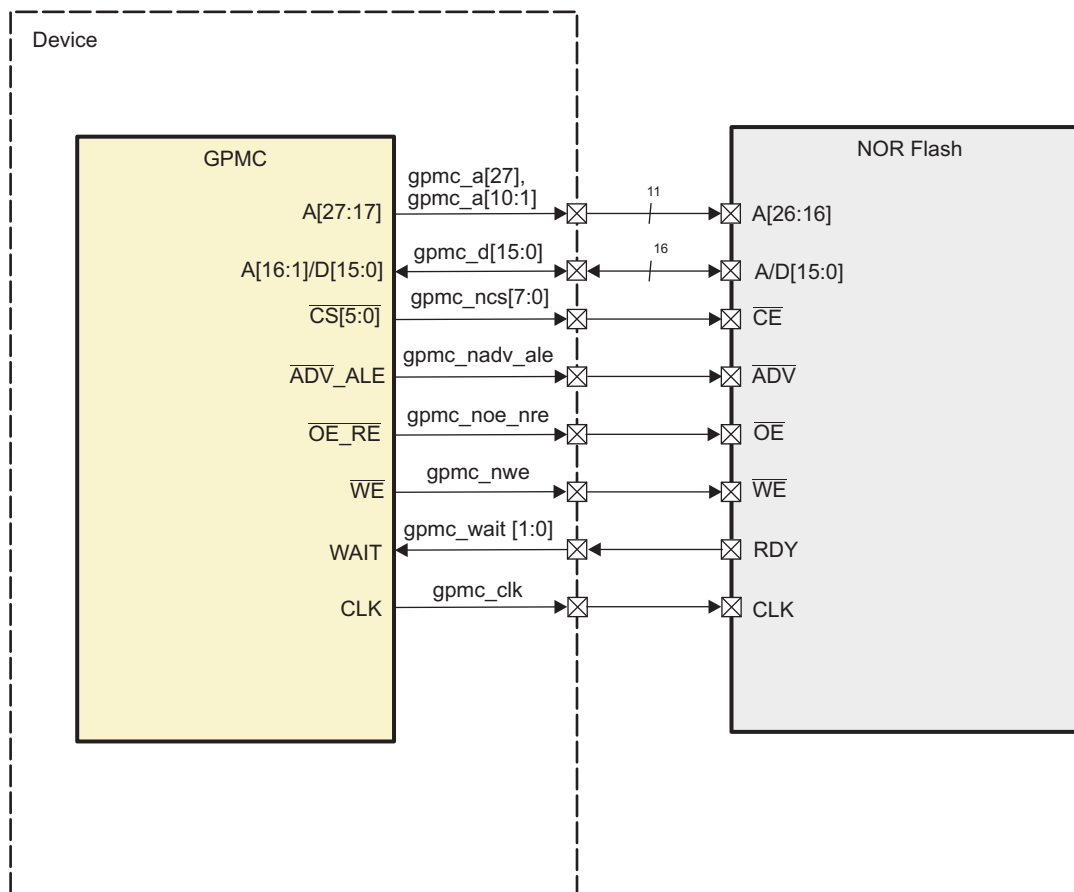 Device
GPMC
NOR Flash
gpmc_a[27],
gpmc_a[10:1]
A[27:17]
11
A[26:16]
A[16:1]/D[15:0]
gpmc_d[15:0]
16
A/D[15:0]
CS[5:0]
gpmc_ncs[7:0]
CE
ADV_ALE
gpmc_nadv_ale
ADV
OE_RE
gpmc_noe_nre
OE
WE
gpmc_nwe
WE
WAIT
gpmc_wait [1:0]
RDY
CLK
gpmc_clk
CLK